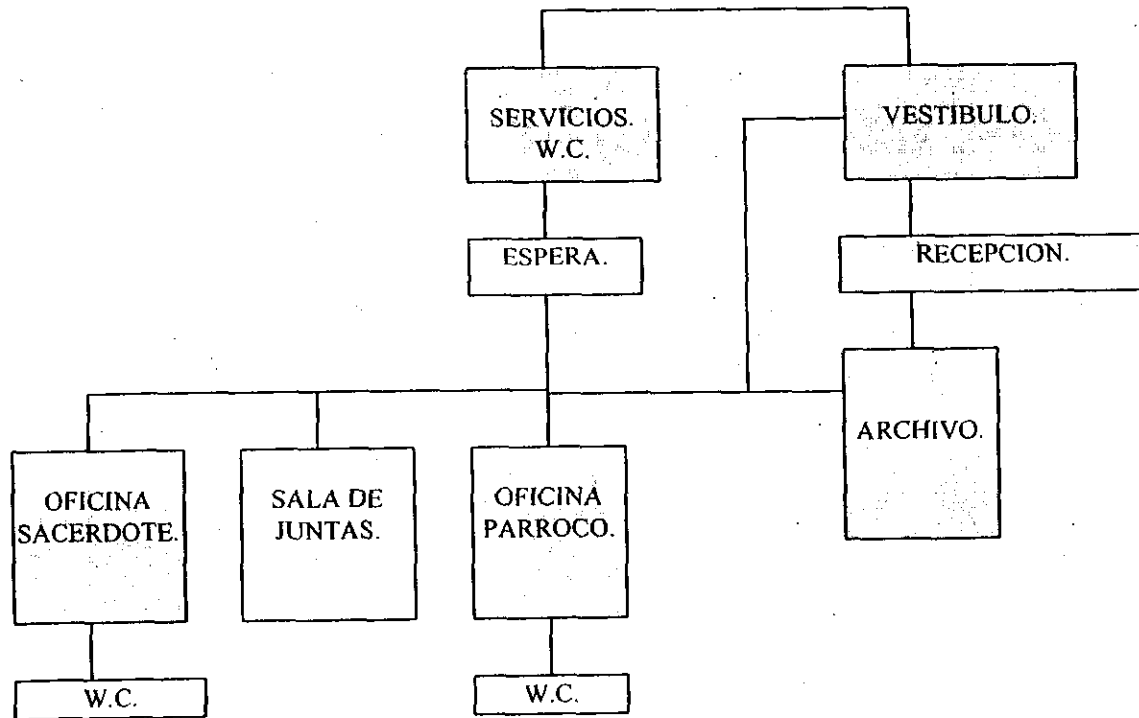 SERVICIOS.
W.C.
VESTIBULO.
ESPERA.
RECEPCION.
ARCHIVO.
OFICINA
SACERDOTE.
SALA DE
JUNTAS.
OFICINA
PARROCO.
W.C.
W.C.